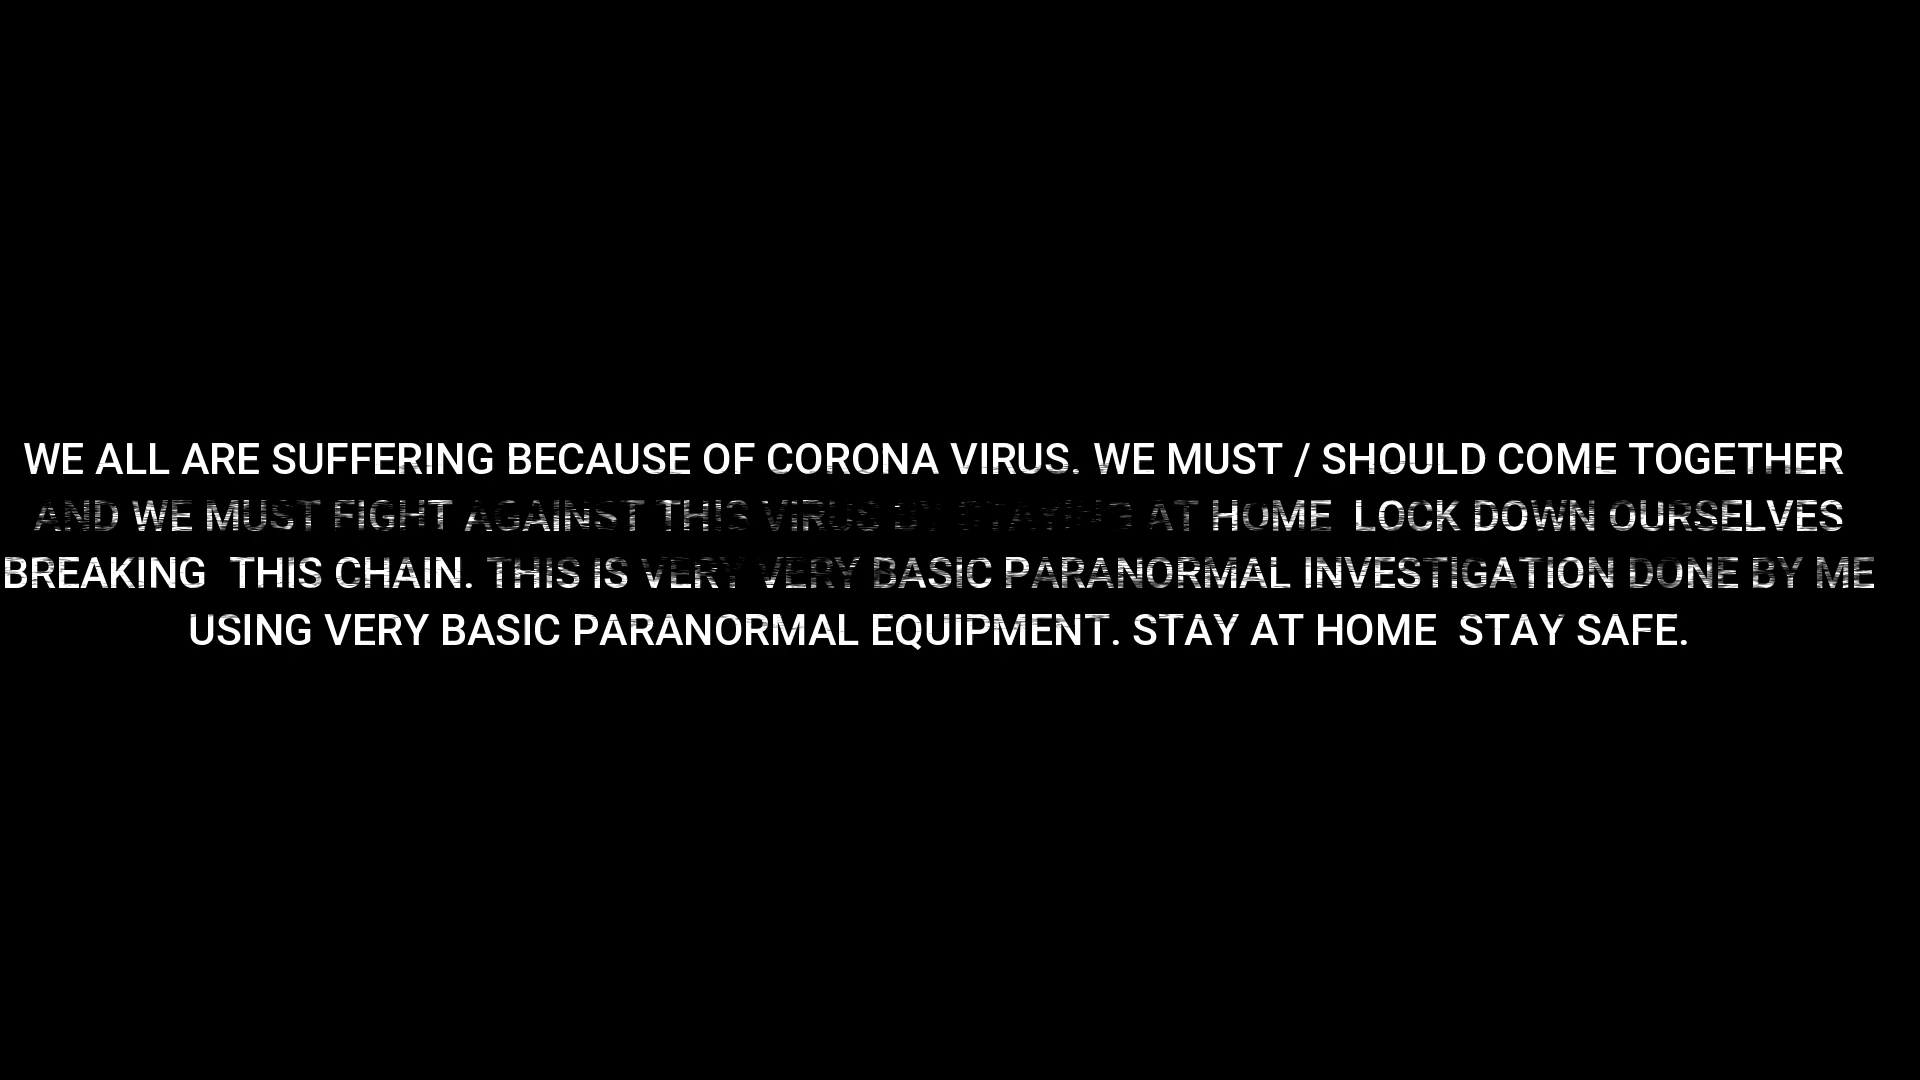 WE ALL ARE SUFFERING BECAUSE OF CORONA VIRUS. WE MUST / SHOULD COME TOGETHER
AND WE MUST FIGHT AGAINST THIS VIRUS BY STAYING AT HOME  LOCK DOWN OURSELVES
BREAKING  THIS CHAIN. THIS IS VERY VERY BASIC PARANORMAL INVESTIGATION DONE BY ME
USING VERY BASIC PARANORMAL EQUIPMENT. STAY AT HOME  STAY SAFE.